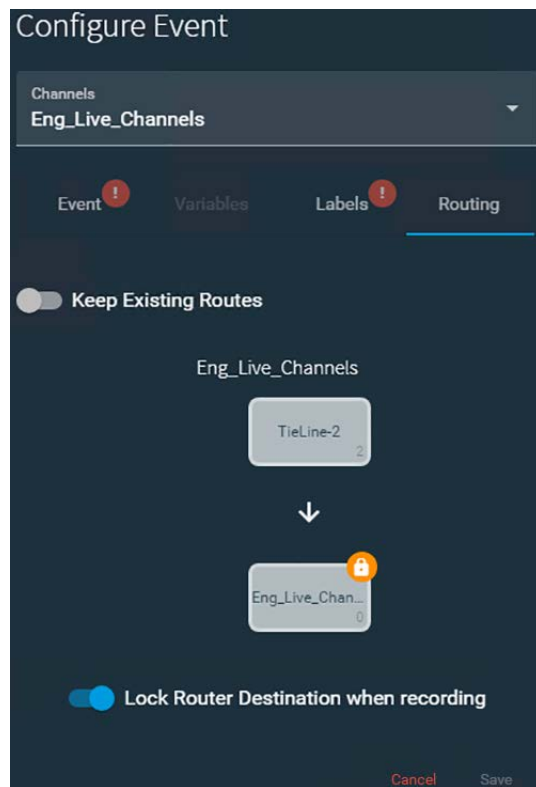 Configure Event
Channels
Eng_Live_Channels
Event ! Variables Labels ! Routing
Keep Existing Routes
Eng_Live_Channels
TieLine-2
2
Eng_Live_Chan...
0
Lock Router Destination when recording
Cancel Save